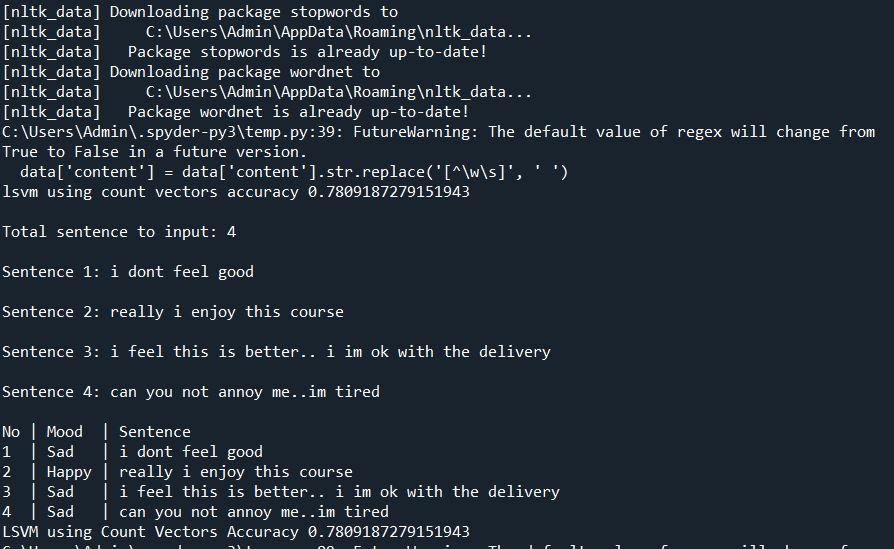 [nltk_data] Downloading package stopwords to
[nltk_data]     C:\Users\Admin\AppData\Roaming\nltk_data...
[nltk_data]   Package stopwords is already up-to-date!
[nltk_data] Downloading package wordnet to
[nltk_data]     C:\Users\Admin\AppData\Roaming\nltk_data...
[nltk_data]   Package wordnet is already up-to-date!
C:\Users\Admin\.spyder-py3\temp.py:39: FutureWarning: The default value of regex will change from
True to False in a future version.
  data['content'] = data['content'].str.replace('[^\w\s]', ' ')
lsvm using count vectors accuracy 0.7809187279151943
Total sentence to input: 4
Sentence 1: i dont feel good
Sentence 2: really i enjoy this course
Sentence 3: i feel this is better.. i im ok with the delivery
Sentence 4: can you not annoy me..im tired
No | Mood  | Sentence
1  | Sad   | i dont feel good
2  | Happy | really i enjoy this course
3  | Sad   | i feel this is better.. i im ok with the delivery
4  | Sad   | can you not annoy me..im tired
LSVM using Count Vectors Accuracy 0.7809187279151943